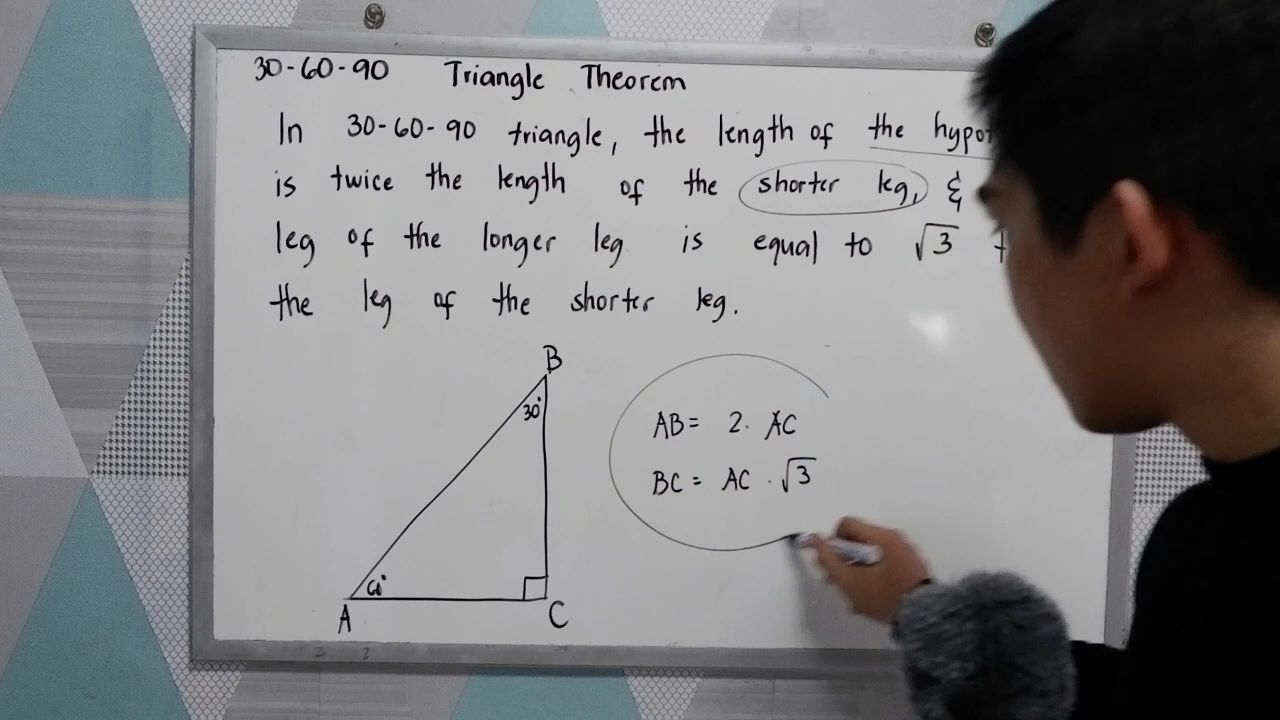 30-60-90 Triangle Theorem
In 30-60-90 triangle, the length of the
is twice the length of the shorter leg, &
leg of the longer leg is equal to √3
the leg of the shorter leg.
B
30°
AB = 2. AC
BC = AC . √3
60°
A
C